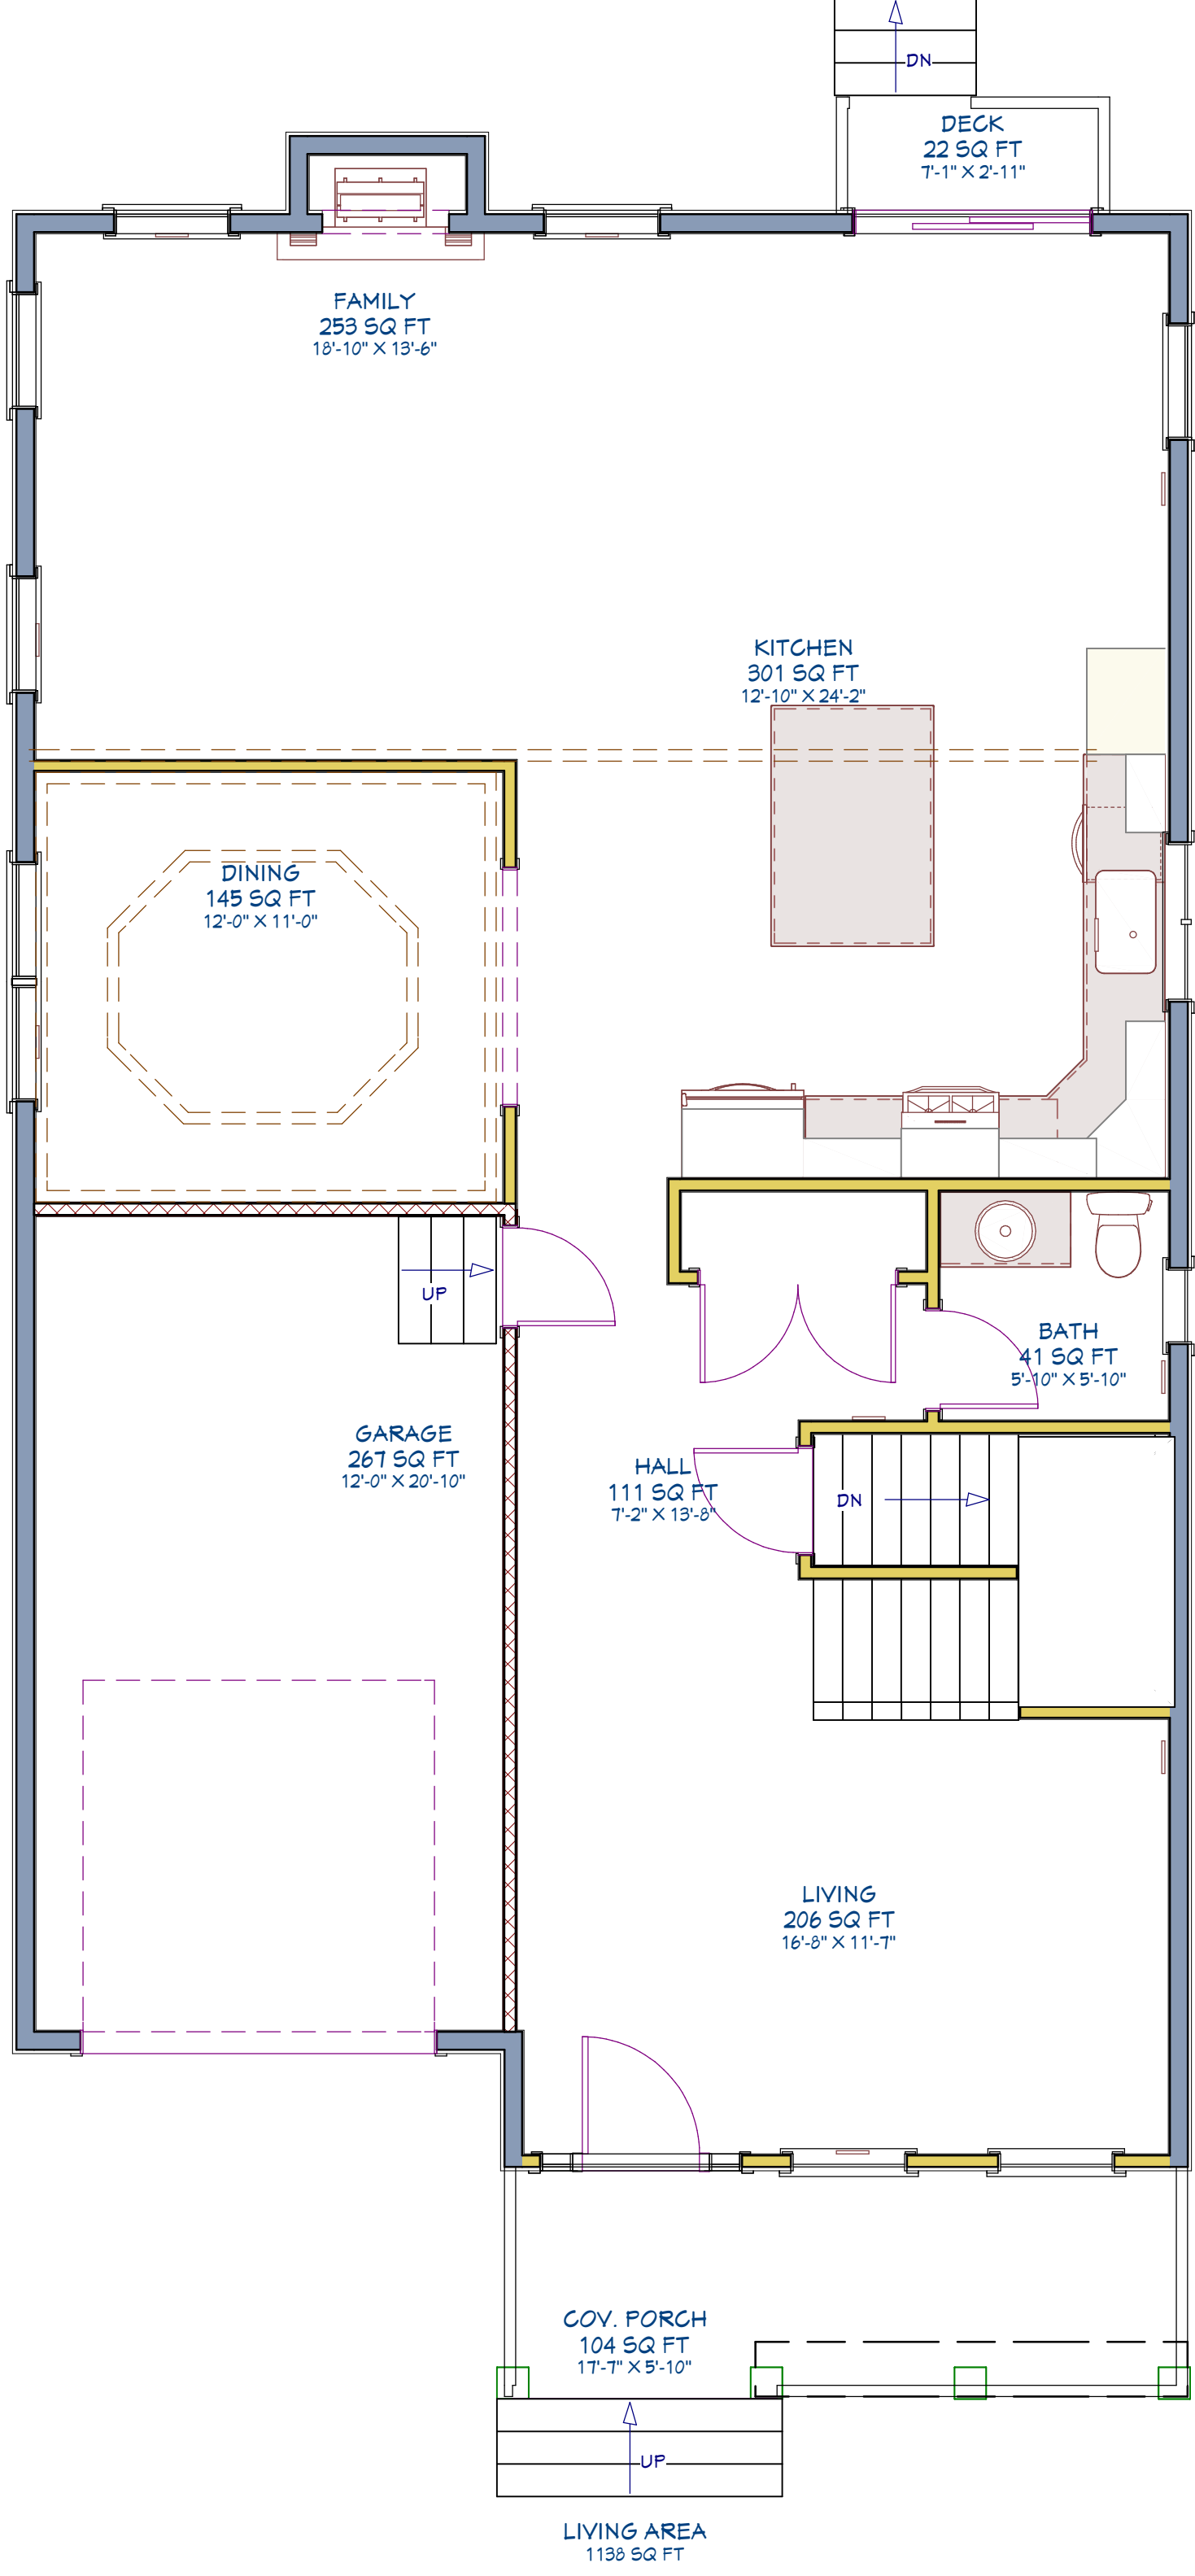 DN
DECK
22 SQ FT
7'-1" X 2'-11"
FAMILY
253 SQ FT
18'-10" X 13'-6"
KITCHEN
301 SQ FT
12'-10" X 24'-2"
DINING
145 SQ FT
12'-0" X 11'-0"
UP
BATH
41 SQ FT
5'-10" X 5'-10"
GARAGE
267 SQ FT
12'-0" X 20'-10"
HALL
111 SQ FT
7'-2" X 13'-8"
DN
LIVING
206 SQ FT
16'-8" X 11'-7"
COV. PORCH
104 SQ FT
17'-7" X 5'-10"
UP
LIVING AREA
1138 SQ FT